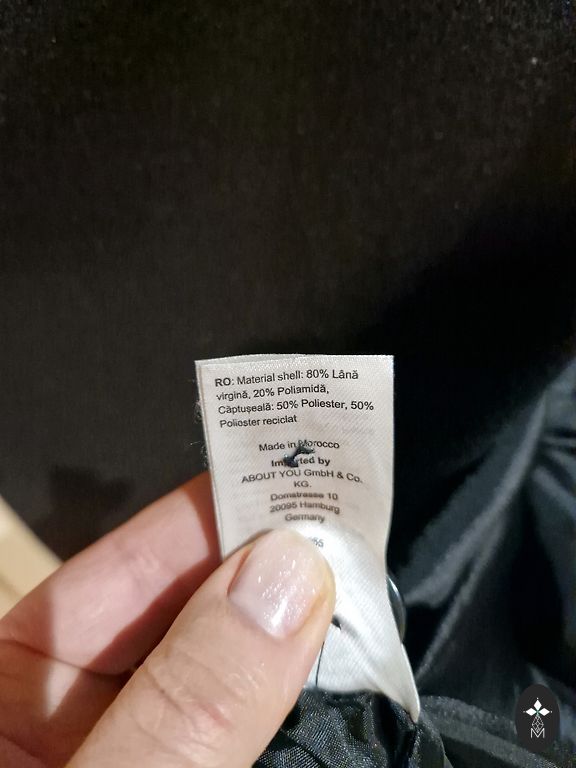 RO: Material shell: 80% Lână
virgină, 20% Poliamidă,
Căptușeală: 50% Poliester, 50%
Poliester reciclat
Made in Morocco
Imported by
ABOUT YOU GmbH & Co.
KG.
Domstrasse 10
20095 Hamburg
Germany
M